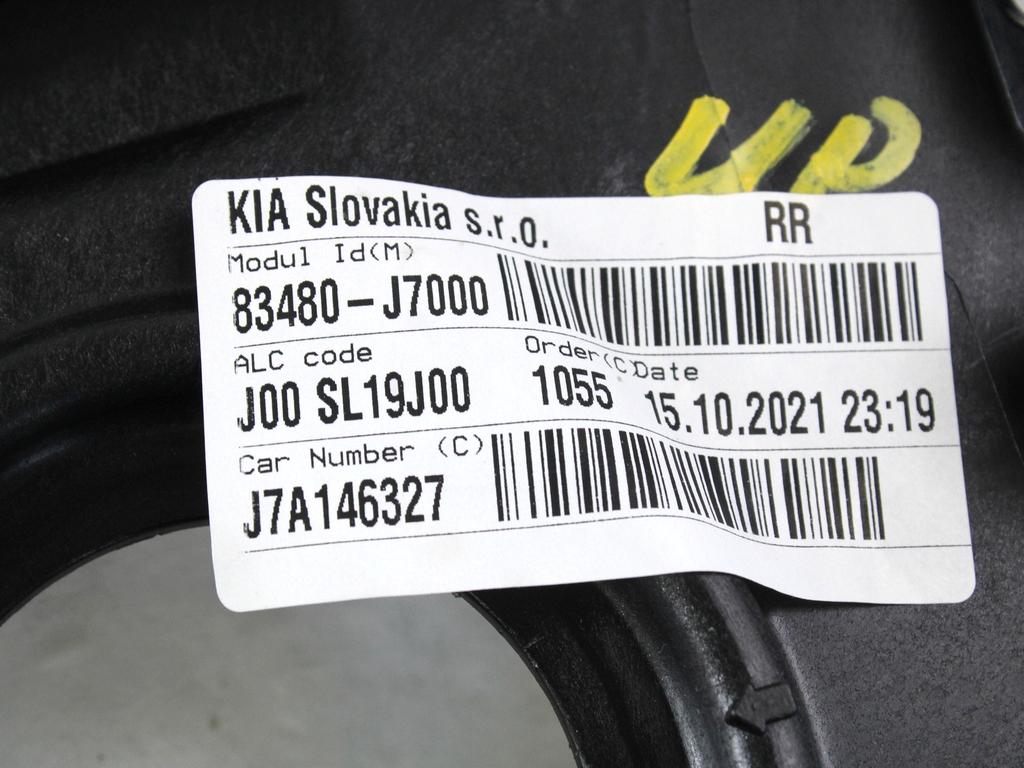 UP
KIA Slovakia s.r.o. RR
Modul Id(M)
83480-J7000
ALC code Order(C) Date
J00 SL19J00 1055 15.10.2021 23:19
Car Number (C)
J7A146327